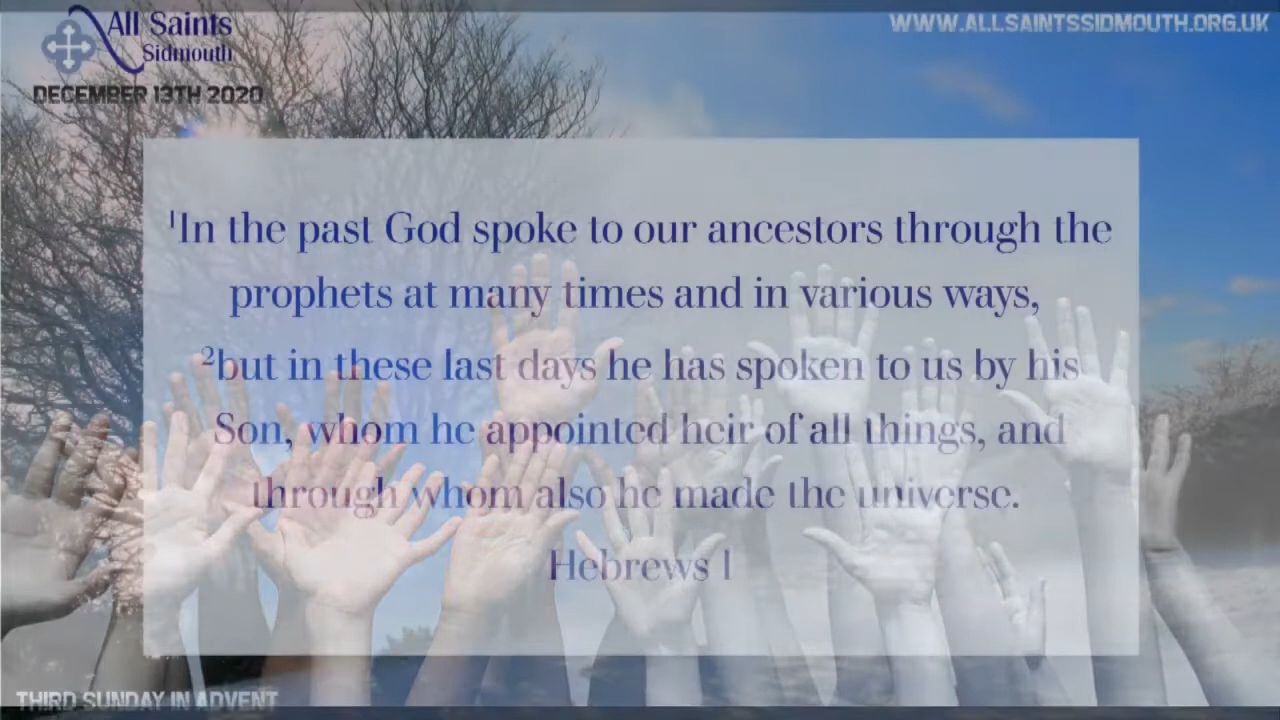 All Saints
Sidmouth
DECEMBER 13TH 2020
WWW.ALLSAINTSSIDMOUTH.ORG.UK
¹In the past God spoke to our ancestors through the
prophets at many times and in various ways,
²but in these last days he has spoken to us by his
Son, whom he appointed heir of all things, and
through whom also he made the universe.
Hebrews 1
THIRD SUNDAY IN ADVENT